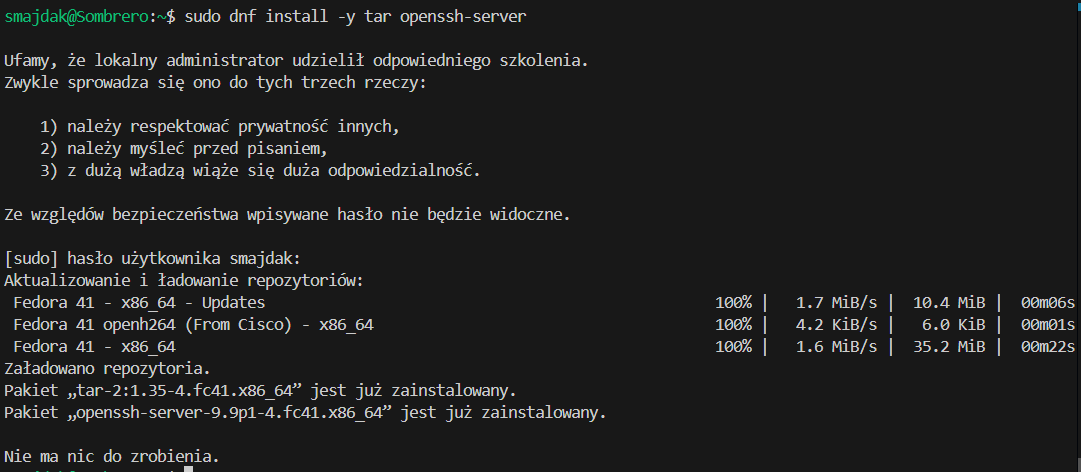 smajdak@Sombrero:~$ sudo dnf install -y tar openssh-server
Ufamy, że lokalny administrator udzielił odpowiedniego szkolenia.
Zwykle sprowadza się ono do tych trzech rzeczy:
1) należy respektować prywatność innych,
2) należy myśleć przed pisaniem,
3) z dużą władzą wiąże się duża odpowiedzialność.
Ze względów bezpieczeństwa wpisywane hasło nie będzie widoczne.
[sudo] hasło użytkownika smajdak:
Aktualizowanie i ładowanie repozytoriów:
Fedora 41 - x86_64 - Updates 100% | 1.7 MiB/s | 10.4 MiB | 00m06s
Fedora 41 openh264 (From Cisco) - x86_64 100% | 4.2 KiB/s | 6.0 KiB | 00m01s
Fedora 41 - x86_64 100% | 1.6 MiB/s | 35.2 MiB | 00m22s
Załadowano repozytoria.
Pakiet „tar-2:1.35-4.fc41.x86_64” jest już zainstalowany.
Pakiet „openssh-server-9.9p1-4.fc41.x86_64” jest już zainstalowany.
Nie ma nic do zrobienia.